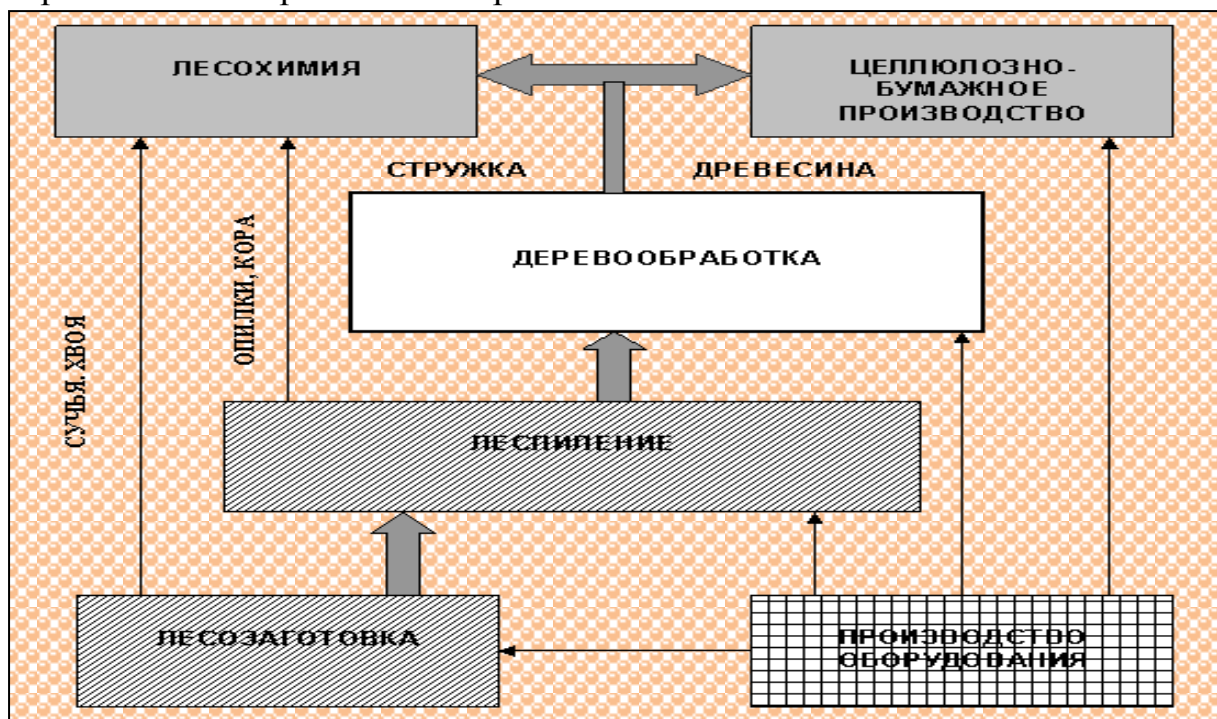 ЛЕСОХИМИЯ
ЦЕЛЛЮЛОЗНО-
БУМАЖНОЕ
ПРОИЗВОДСТВО
СТРУЖКА
ДРЕВЕСИНА
ДЕРЕВООБРАБОТКА
ОПИЛКИ, КОРА
СУЧЬЯ. ХВОЯ
ЛЕСПИЛЕНИЕ
ЛЕСОЗАГОТОВКА
ПРОИЗВОДСТВО
ОБОРУДОВАНИЯ